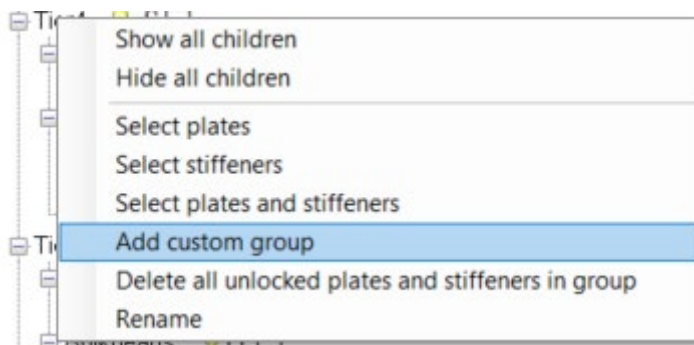 Show all children
Hide all children
Select plates
Select stiffeners
Select plates and stiffeners
Add custom group
Delete all unlocked plates and stiffeners in group
Rename